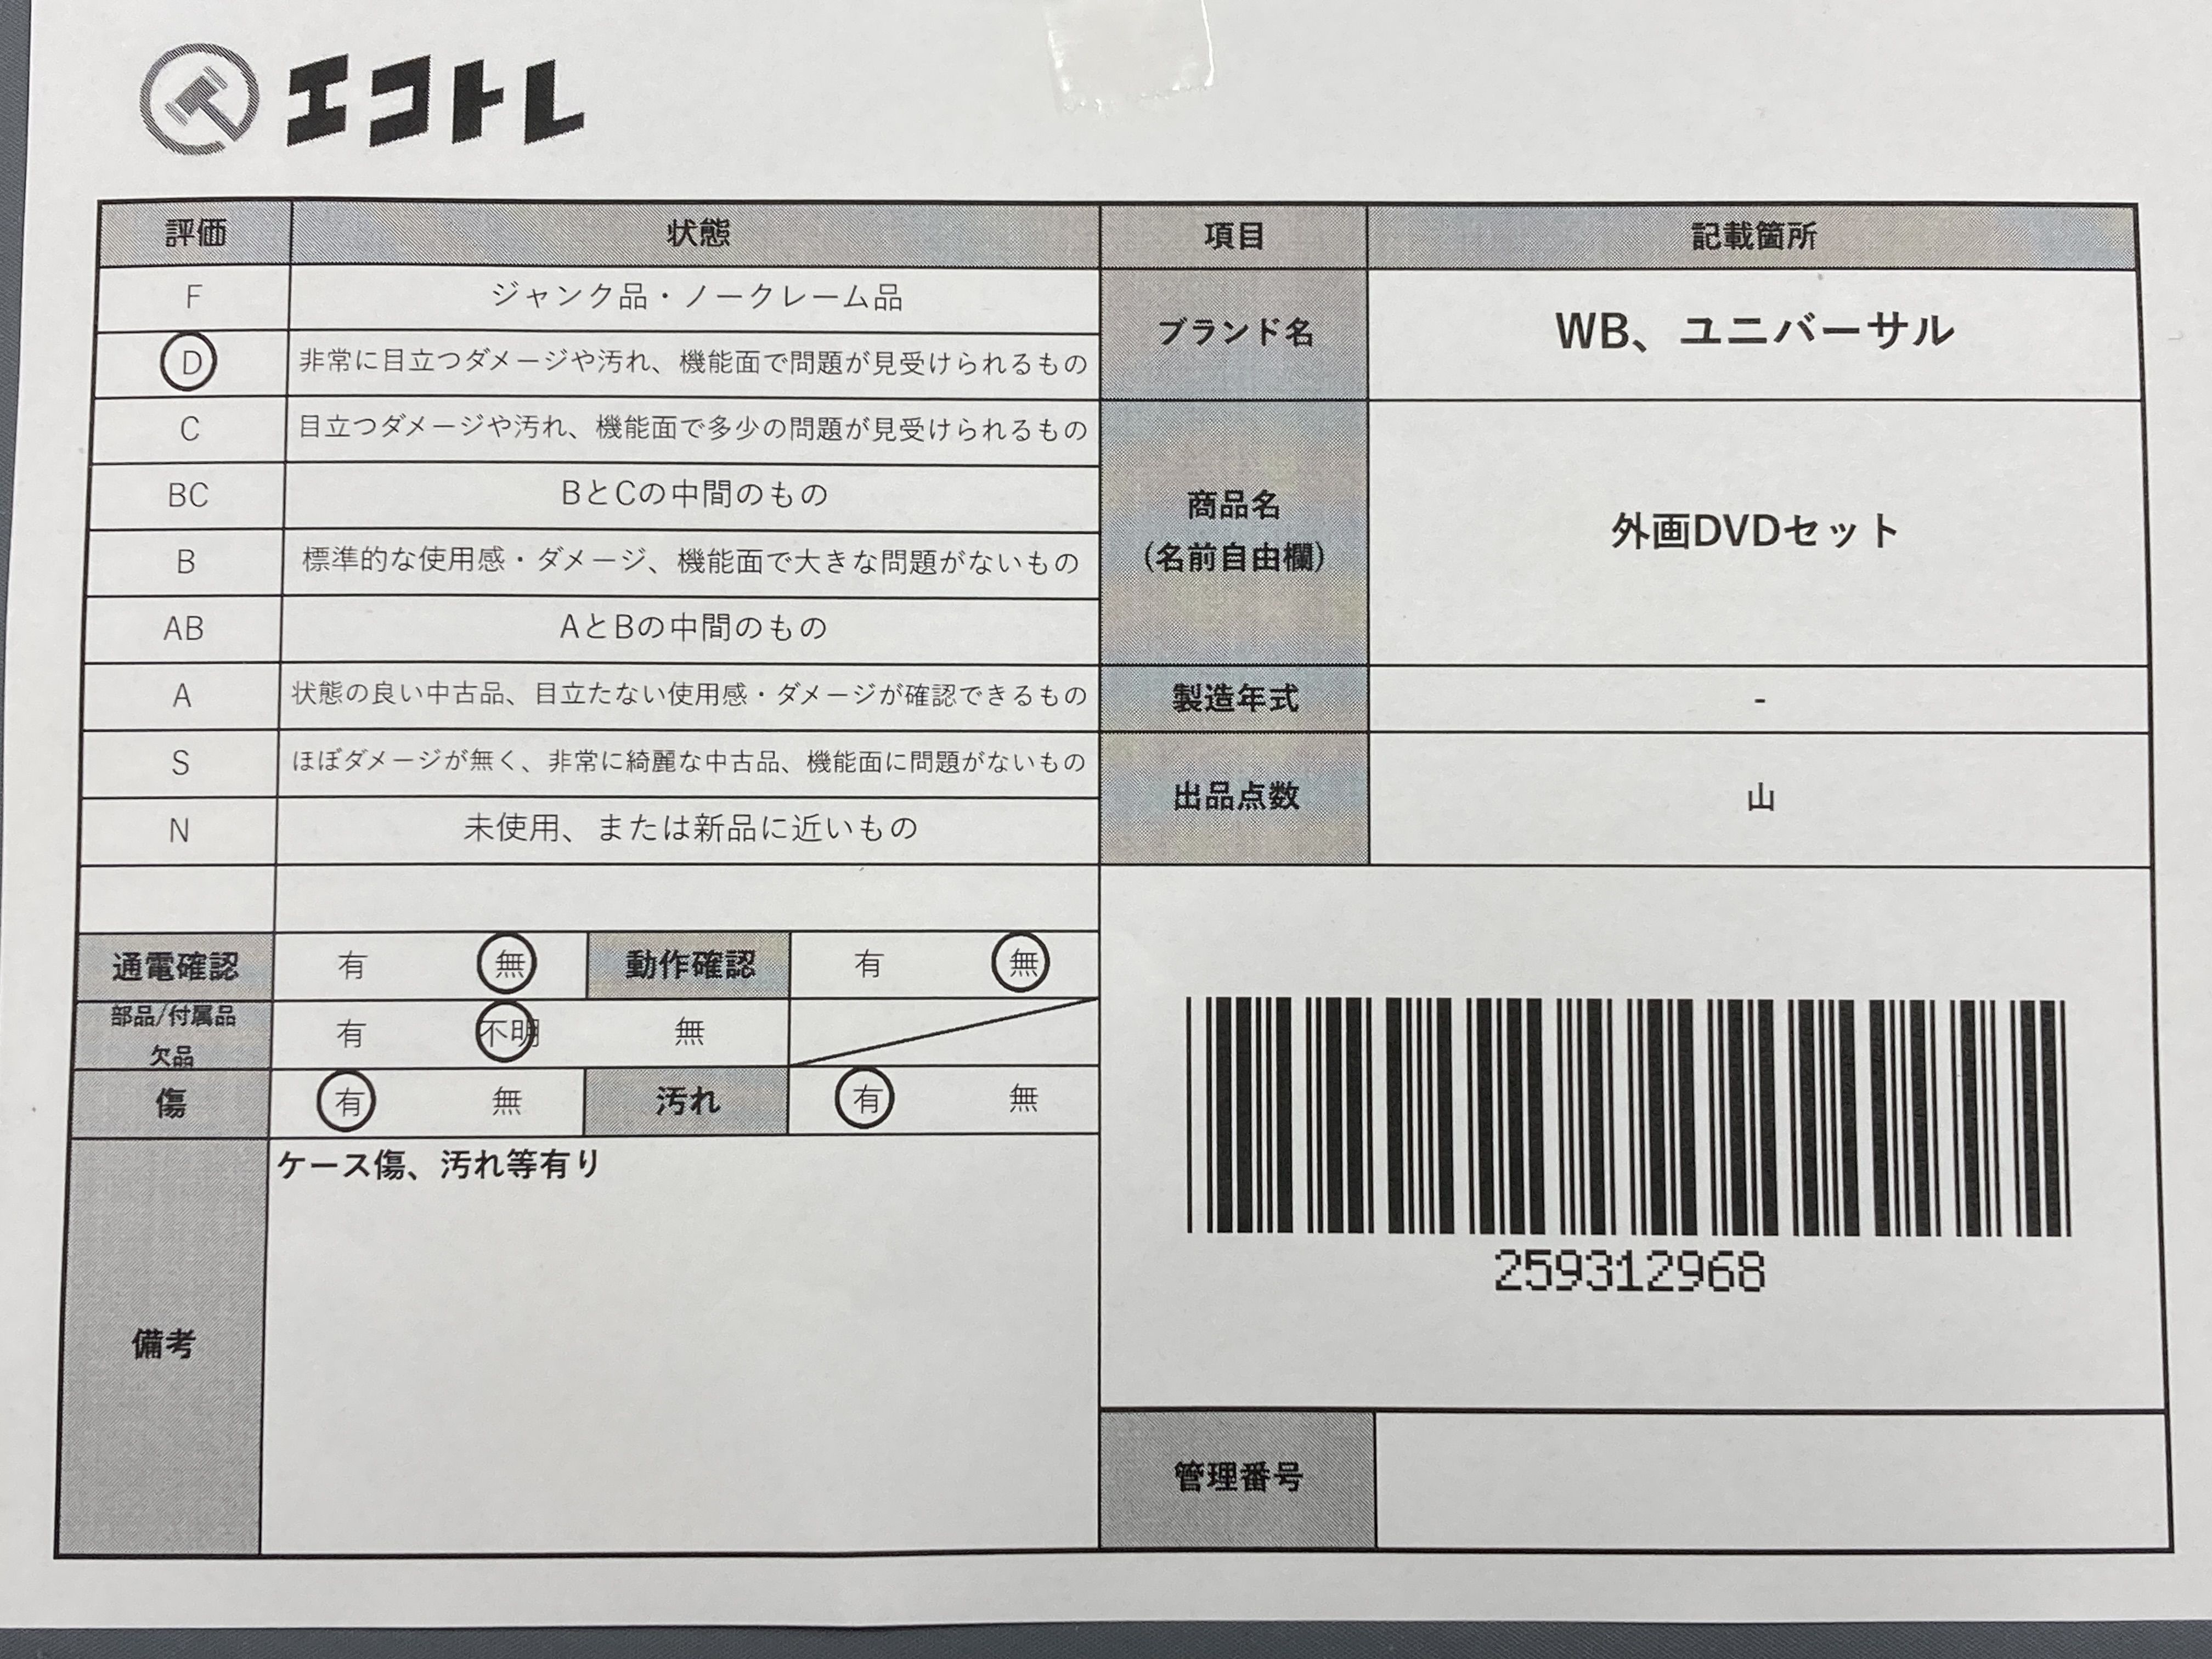 エコトレ
評価 状態 項目 記載箇所
F ジャンク品・ノークレーム品
D 非常に目立つダメージや汚れ、機能面で問題が見受けられるもの
ブランド名 WB、ユニバーサル
C 目立つダメージや汚れ、機能面で多少の問題が見受けられるもの
BC BとCの中間のもの
B 標準的な使用感・ダメージ、機能面で大きな問題がないもの
AB AとBの中間のもの
商品名
(名前自由欄)
外画DVDセット
A 状態の良い中古品、目立たない使用感・ダメージが確認できるもの
製造年式 -
S ほぼダメージが無く、非常に綺麗な中古品、機能面に問題がないもの
N 未使用、または新品に近いもの
出品点数 山
通電確認 有 無 動作確認 有 無
部品/付属品
欠品
有 不明 無
傷 有 無 汚れ 有 無
備考
ケース傷、汚れ等有り
259312968
管理番号